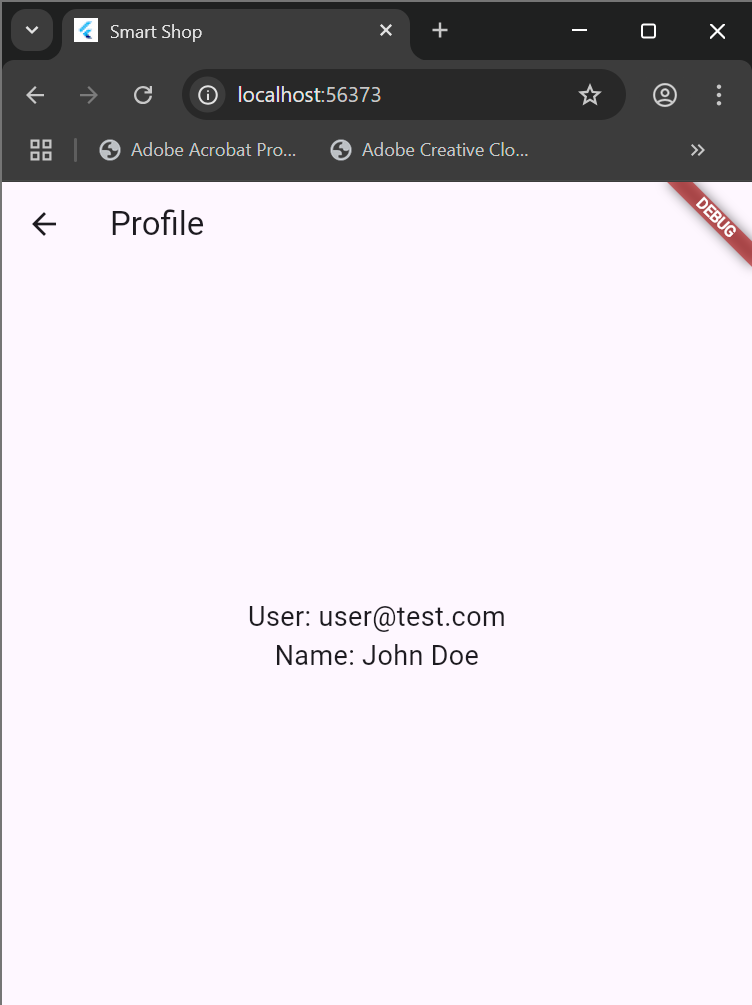 Smart Shop
localhost:56373
Adobe Acrobat Pro... Adobe Creative Clo...
Profile
DEBUG
User: user@test.com
Name: John Doe